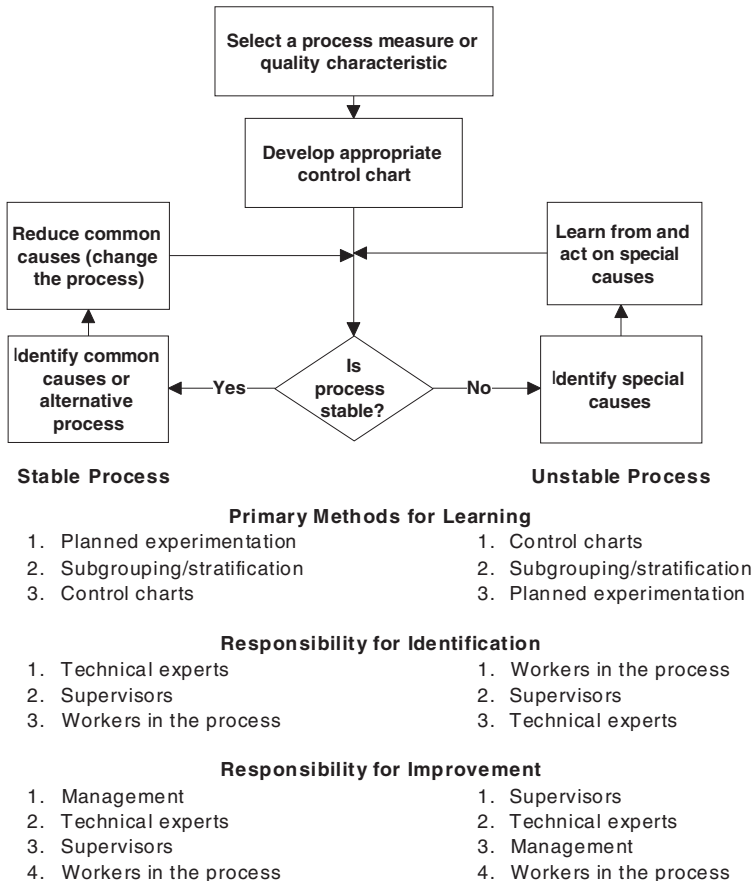 Select a process measure or
quality characteristic
Develop appropriate
control chart
Reduce common
causes (change
the process)
Learn from and
act on special
causes
Identify common
causes or
alternative
process
Yes
Is
process
stable?
No
Identify special
causes
Stable Process
Unstable Process
Primary Methods for Learning
1. Planned experimentation
2. Subgrouping/stratification
3. Control charts
1. Control charts
2. Subgrouping/stratification
3. Planned experimentation
Responsibility for Identification
1. Technical experts
2. Supervisors
3. Workers in the process
1. Workers in the process
2. Supervisors
3. Technical experts
Responsibility for Improvement
1. Management
2. Technical experts
3. Supervisors
4. Workers in the process
1. Supervisors
2. Technical experts
3. Management
4. Workers in the process